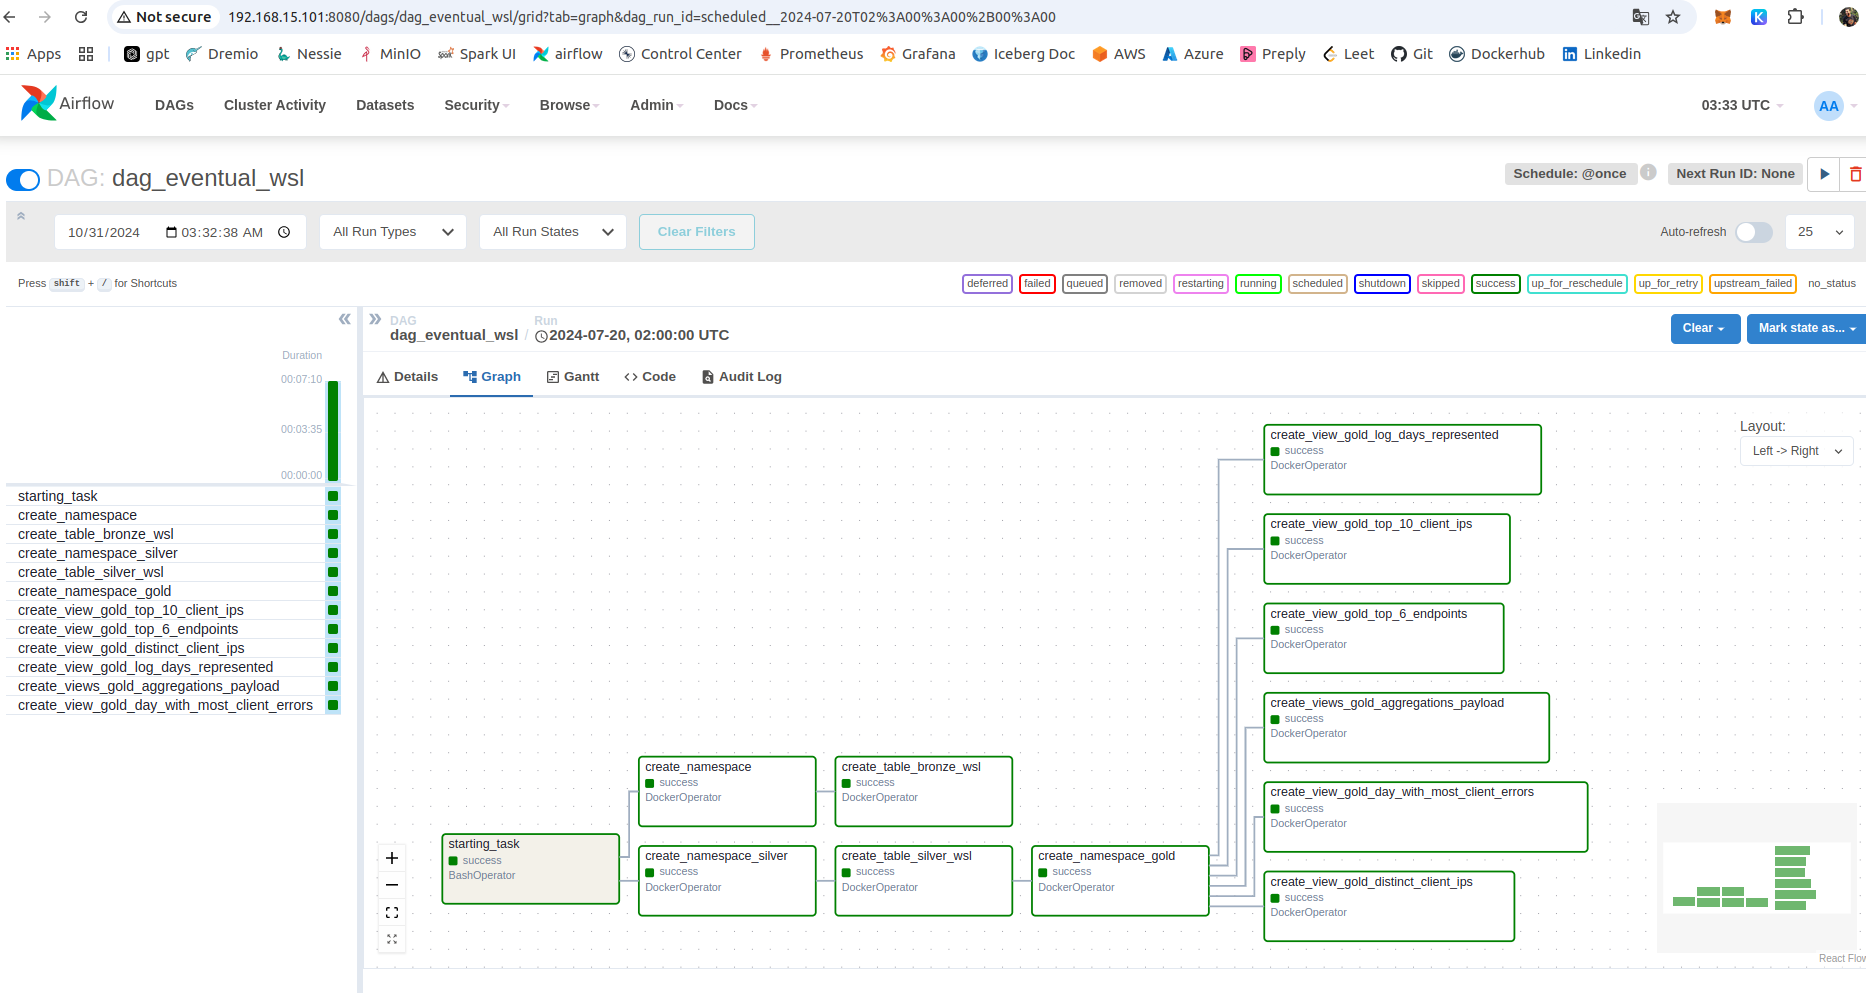 Not secure 192.168.15.101:8080/dags/dag_eventual_wsl/grid?tab=graph&dag_run_id=scheduled__2024-07-20T02%3A00%3A00%2B00%3A00
Apps gpt Dremio Nessie MinIO Spark UI airflow Control Center Prometheus Grafana Iceberg Doc AWS Azure Preply Leet Git Dockerhub Linkedin
Airflow DAGs Cluster Activity Datasets Security Browse Admin Docs 03:33 UTC AA
DAG: dag_eventual_wsl Schedule: @once Next Run ID: None
10/31/2024 03:32:38 AM All Run Types All Run States Clear Filters Auto-refresh 25
Press shift + / for Shortcuts deferred failed queued removed restarting running scheduled shutdown skipped success up_for_reschedule up_for_retry upstream_failed no_status
Duration
00:07:10
00:03:35
00:00:00
starting_task
create_namespace
create_table_bronze_wsl
create_namespace_silver
create_table_silver_wsl
create_namespace_gold
create_view_gold_top_10_client_ips
create_view_gold_top_6_endpoints
create_view_gold_distinct_client_ips
create_view_gold_log_days_represented
create_views_gold_aggregations_payload
create_view_gold_day_with_most_client_errors
DAG Run
dag_eventual_wsl / 2024-07-20, 02:00:00 UTC
Clear Mark state as...
Details Graph Gantt Code Audit Log
Layout:
Left -> Right
create_view_gold_log_days_represented
success
DockerOperator
create_view_gold_top_10_client_ips
success
DockerOperator
create_view_gold_top_6_endpoints
success
DockerOperator
create_views_gold_aggregations_payload
success
DockerOperator
create_view_gold_day_with_most_client_errors
success
DockerOperator
create_view_gold_distinct_client_ips
success
DockerOperator
create_namespace
success
DockerOperator
create_table_bronze_wsl
success
DockerOperator
starting_task
success
BashOperator
create_namespace_silver
success
DockerOperator
create_table_silver_wsl
success
DockerOperator
create_namespace_gold
success
DockerOperator
React Flow